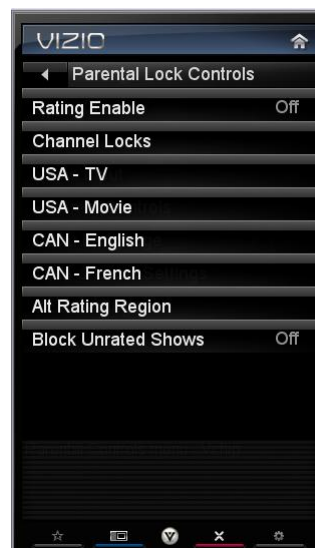 VIZIO
Parental Lock Controls
Rating Enable Off
Channel Locks
USA - TV
USA - Movie
CAN - English
CAN - French
Alt Rating Region
Block Unrated Shows Off
V